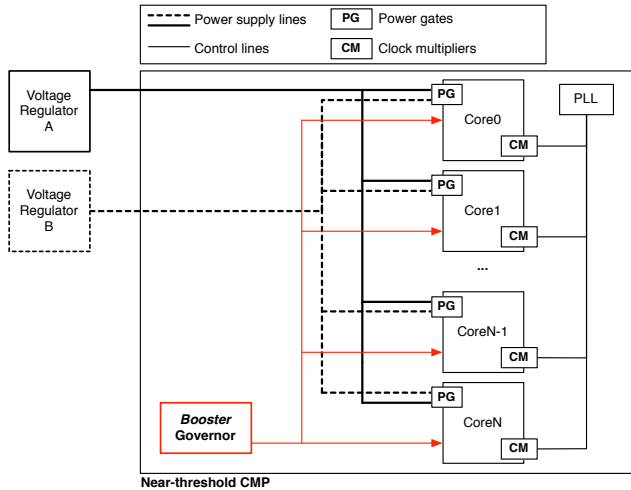 Power supply lines
PG
Power gates
Control lines
CM
Clock multipliers
Voltage
Regulator
A
Voltage
Regulator
B
PG
Core0
CM
PLL
PG
Core1
CM
...
PG
CoreN-1
CM
PG
CoreN
CM
Booster
Governor
Near-threshold CMP